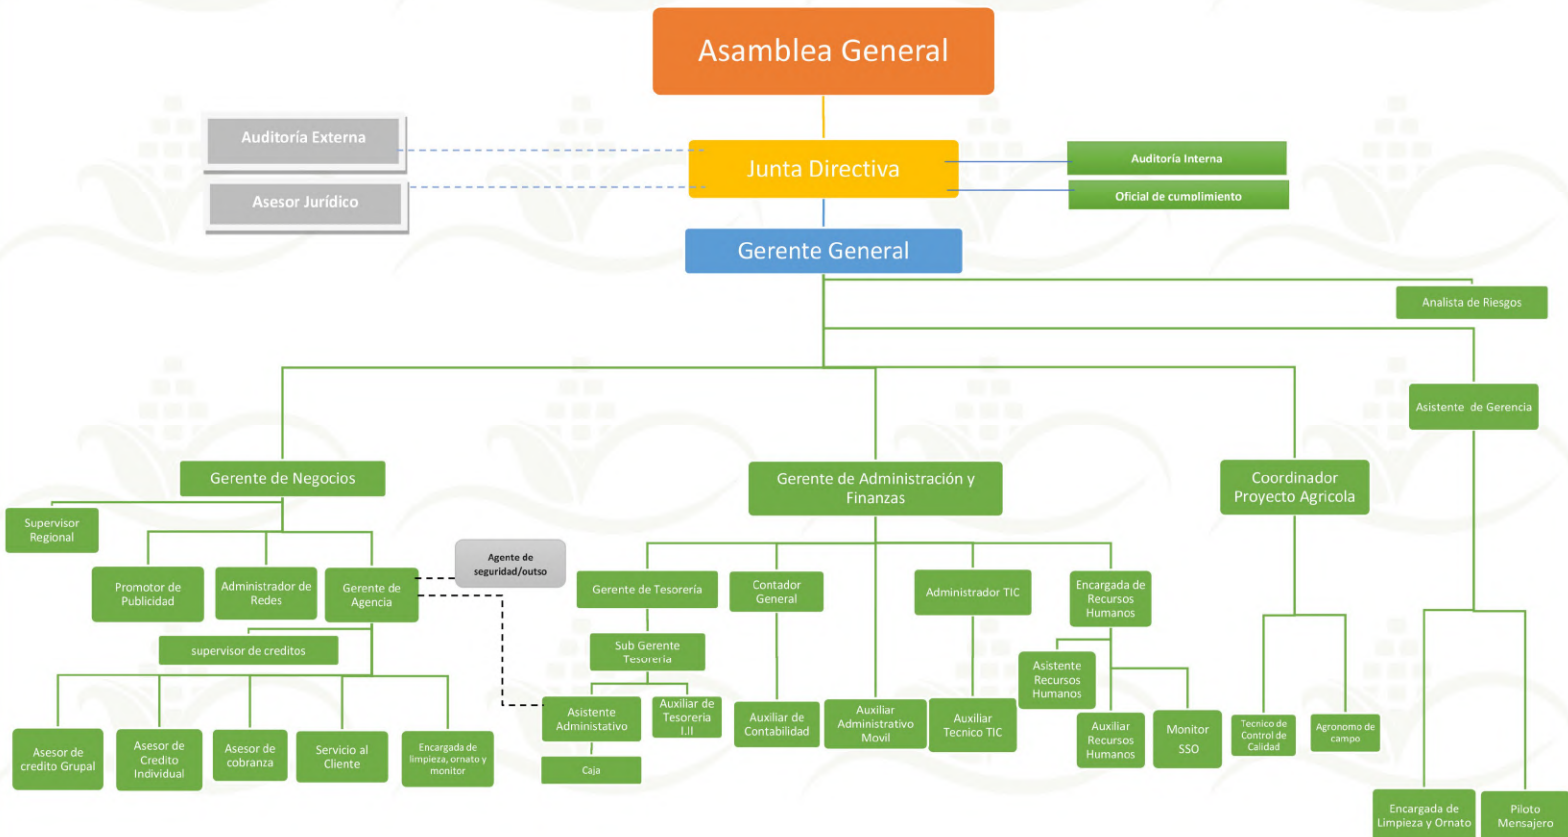 Asamblea General
Auditoría Externa
Junta Directiva
Auditoría Interna
Asesor Jurídico
Oficial de cumplimiento
Gerente General
Analista de Riesgos
Asistente de Gerencia
Gerente de Negocios
Gerente de Administración y
Finanzas
Coordinador
Proyecto Agricola
Supervisor
Regional
Agente de
seguridad/outso
Promotor de
Publicidad
Administrador de
Redes
Gerente de
Agencia
Gerente de Tesorería
Contador
General
Administrador TIC
Encargada de
Recursos
Humanos
supervisor de creditos
Sub Gerente
Tesorería
Asistente
Recursos
Humanos
Asistente
Administativo
Auxiliar de
Tesoreria
I.II
Auxiliar de
Contabilidad
Auxiliar
Administrativo
Movil
Auxiliar
Tecnico TIC
Auxiliar
Recursos
Humanos
Monitor
SSO
Tecnico de
Control de
Calidad
Agronomo de
campo
Asesor de
credito Grupal
Asesor de
Credito
Individual
Asesor de
cobranza
Servicio al
Cliente
Encargada de
limpieza, ornato y
monitor
Caja
Encargada de
Limpieza y Ornato
Piloto
Mensajero